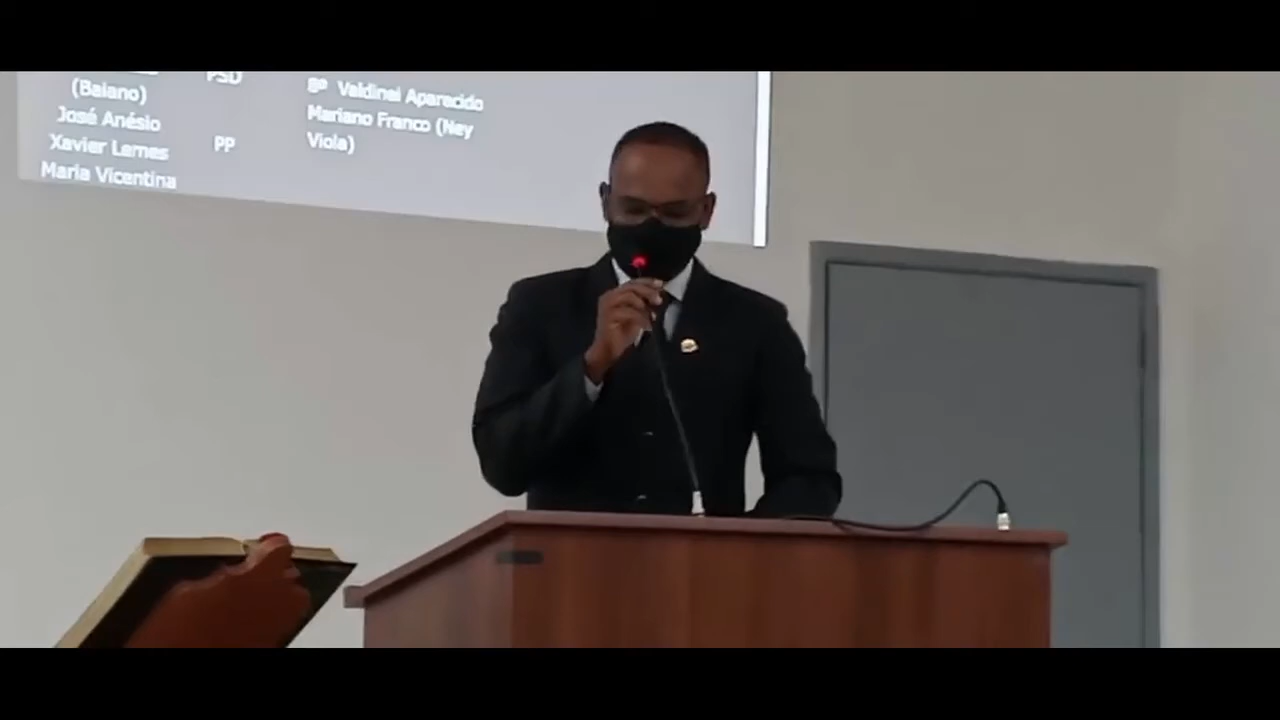 PSD
(Baiano)
José Anésio
Xavier Lemes
PP
Maria Vicentina
8º Valdinei Aparecido
Mariano Franco (Ney
Viola)